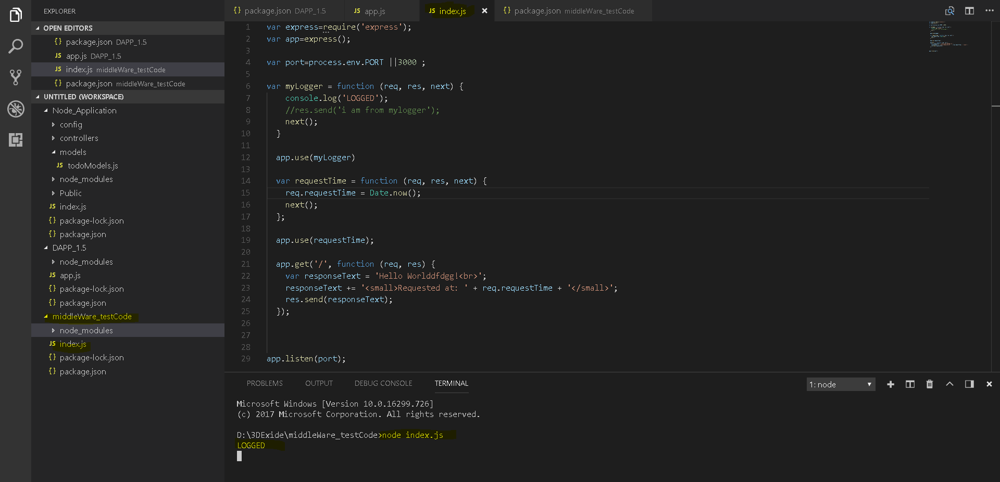 EXPLORER
OPEN EDITORS
{} package.json DAPP_1.5
JS app.js DAPP_1.5
JS index.js middleWare_testCode
{} package.json middleWare_testCode
UNTITLED (WORKSPACE)
Node_Application
config
controllers
models
JS todoModels.js
node_modules
Public
JS index.js
{} package-lock.json
{} package.json
DAPP_1.5
node_modules
JS app.js
{} package-lock.json
{} package.json
middleWare_testCode
node_modules
JS index.js
{} package-lock.json
{} package.json
{} package.json DAPP_1.5 JS app.js JS index.js {} package.json middleWare_testCode
1 var express=require('express');
2 var app=express();
3
4 var port=process.env.PORT ||3000 ;
5
6 var myLogger = function (req, res, next) {
7 console.log('LOGGED');
8 //res.send('i am from mylogger');
9 next();
10 }
11
12 app.use(myLogger)
13
14 var requestTime = function (req, res, next) {
15 req.requestTime = Date.now();
16 next();
17 };
18
19 app.use(requestTime);
20
21 app.get('/', function (req, res) {
22 var responseText = 'Hello Worlddfdgg!<br>';
23 responseText += '<small>Requested at: ' + req.requestTime + '</small>';
24 res.send(responseText);
25 });
26
27
28
29 app.listen(port);
PROBLEMS OUTPUT DEBUG CONSOLE TERMINAL 1: node
Microsoft Windows [Version 10.0.16299.726]
(c) 2017 Microsoft Corporation. All rights reserved.
D:\3DExide\middleWare_testCode>node index.js
LOGGED